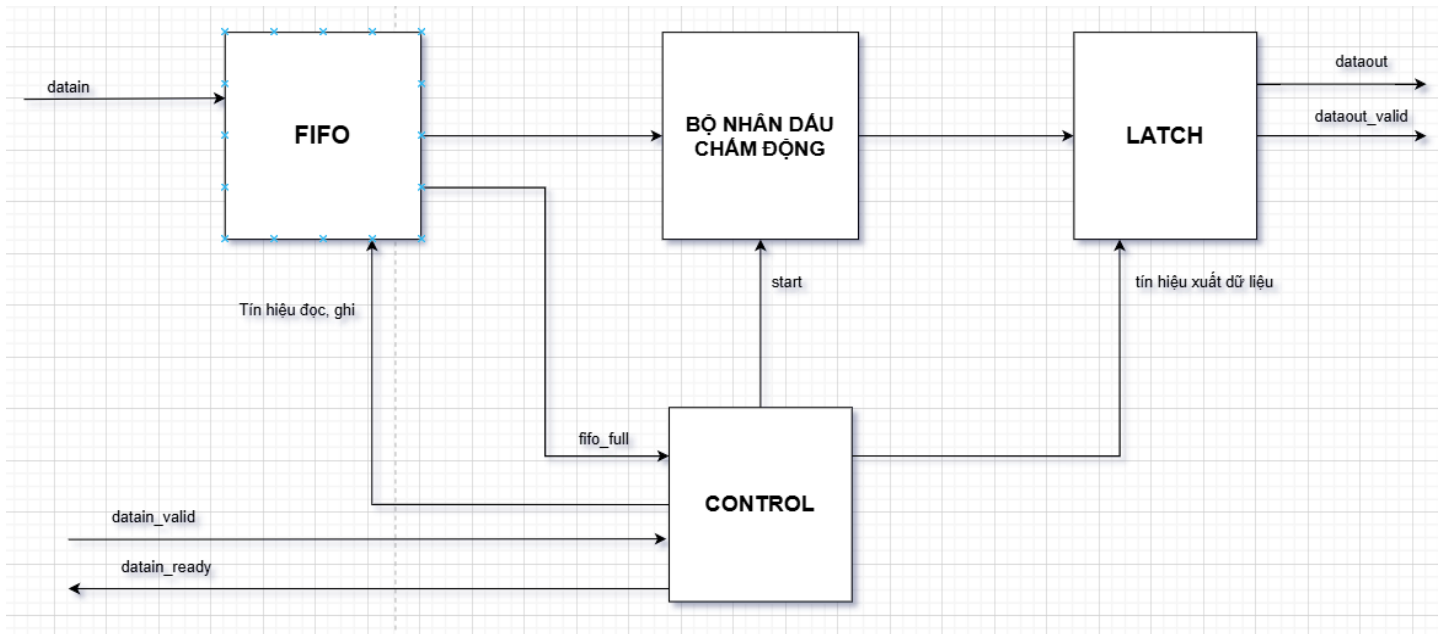 datain
FIFO
BỘ NHÂN DẤU
CHẤM ĐỘNG
LATCH
dataout
dataout_valid
Tín hiệu đọc, ghi
start
tín hiệu xuất dữ liệu
fifo_full
CONTROL
datain_valid
datain_ready